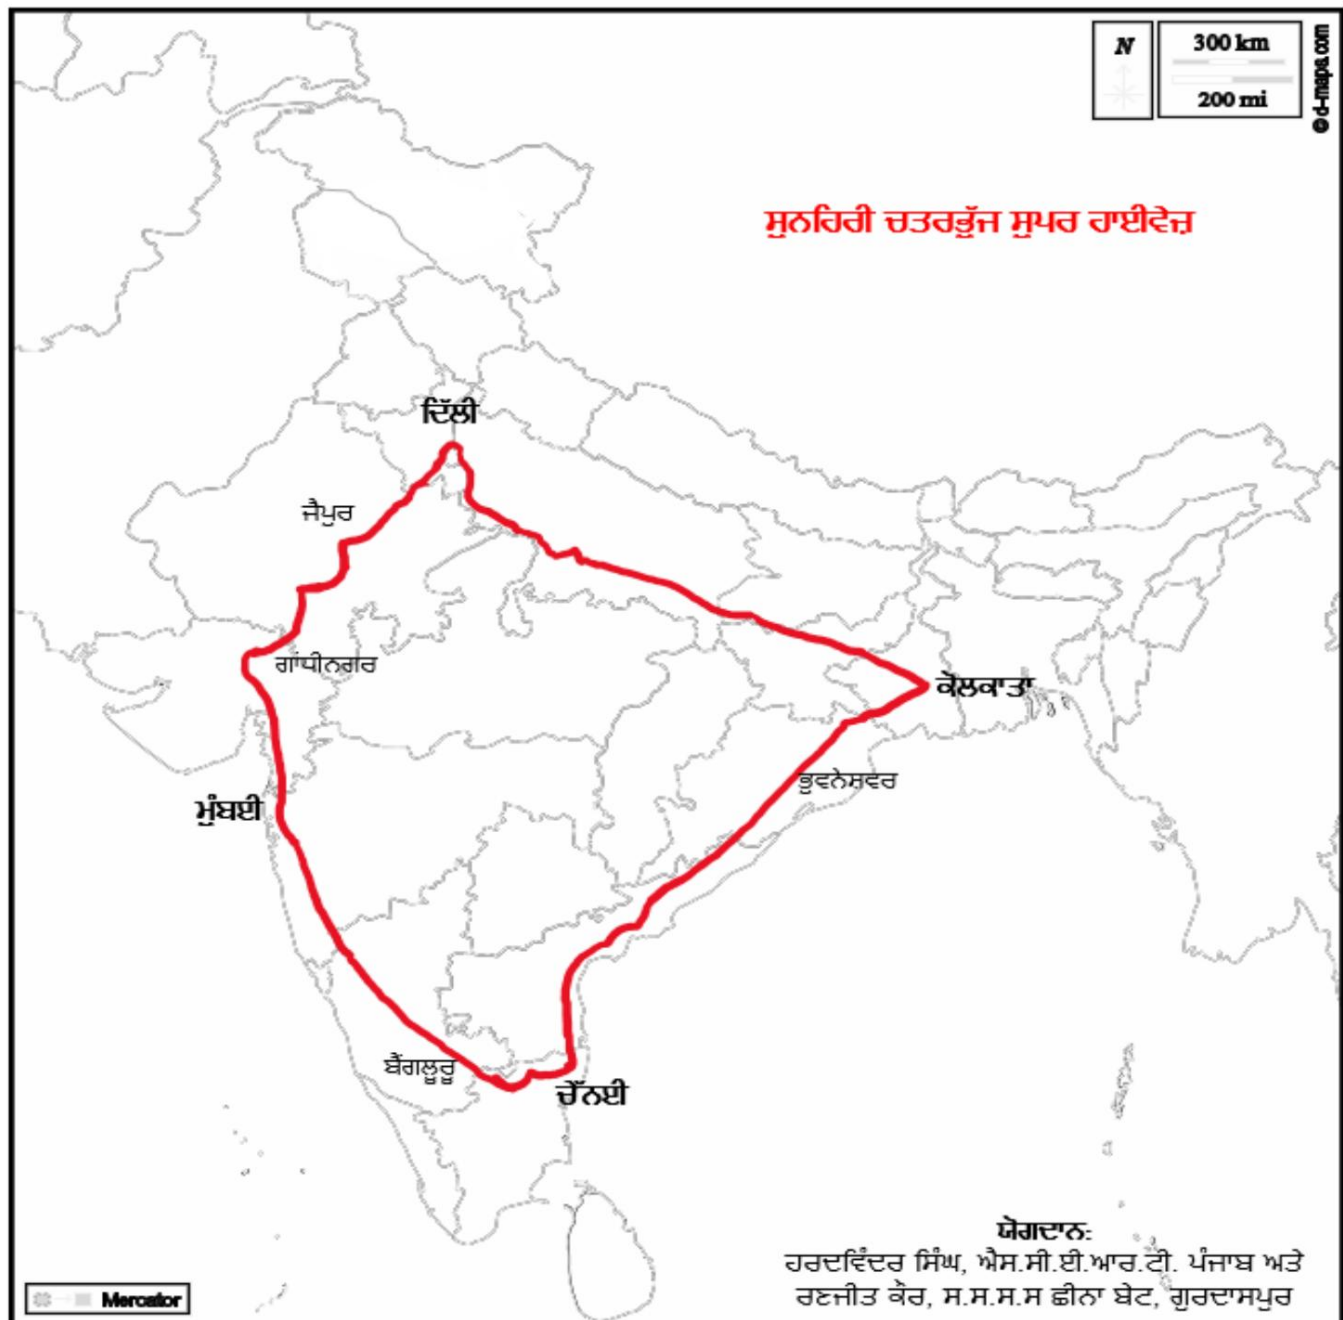 N
300 km
200 mi
©d-maps.com
ਸੁਨਹਿਰੀ ਚਤਰਭੁੱਜ ਸੁਪਰ ਹਾਈਵੇਜ਼
ਦਿੱਲੀ
ਜੈਪੁਰ
ਗਾਂਧੀਨਗਰ
ਕੋਲਕਾਤਾ
ਭੁਵਨੇਸ਼ਵਰ
ਮੁੰਬਈ
ਬੈਂਗਲੂਰੂ
ਚੇੱਨਈ
ਯੋਗਦਾਨ:
ਹਰਦਵਿੰਦਰ ਸਿੰਘ, ਐਸ.ਸੀ.ਈ.ਆਰ.ਟੀ. ਪੰਜਾਬ ਅਤੇ
ਰਣਜੀਤ ਕੌਰ, ਸ.ਸ.ਸ.ਸ ਛੀਨਾ ਬੇਟ, ਗੁਰਦਾਸਪੁਰ
Mercator